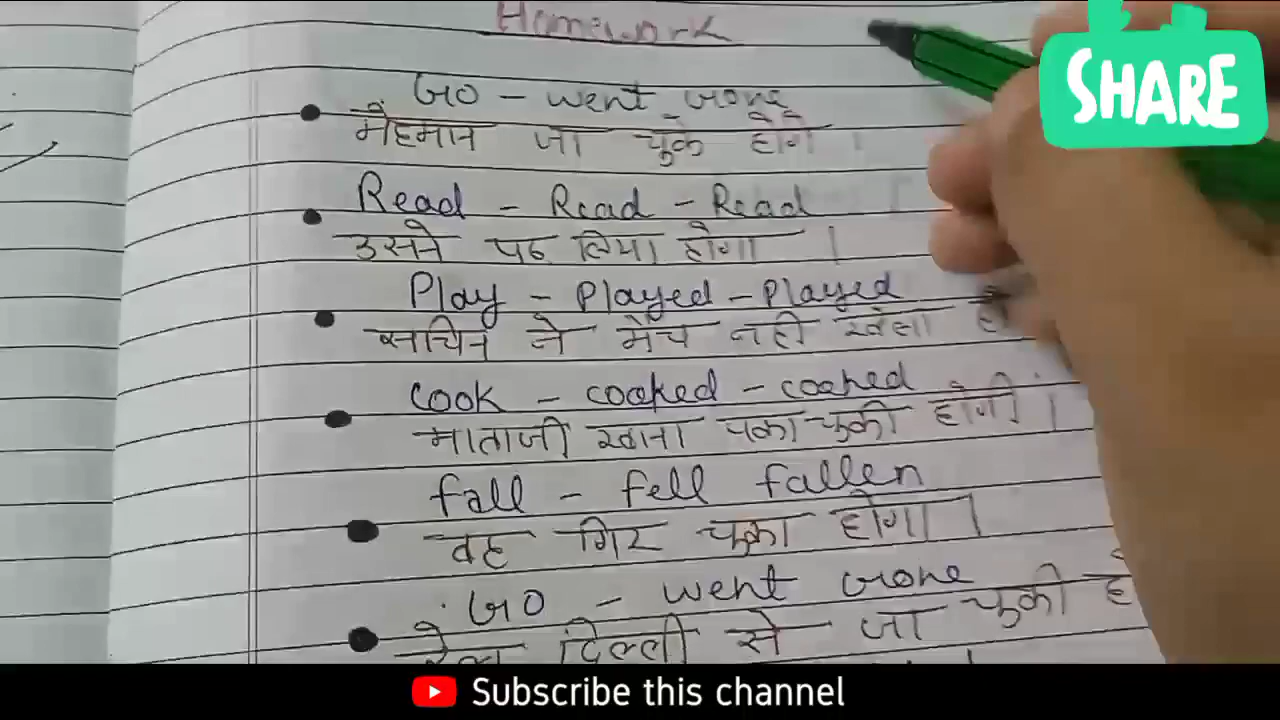 Homework
SHARE
Go - went gone
मेहमान जा चुके होंगे ।
Read - Read - Read
उसने पढ़ लिया होगा ।
Play - Played - Played
सचिन ने मैच नही खेला
Cook - cooked - cooked
माताजी खाना पका चुकी होगी ।
fall - fell fallen
वह गिर चुका होगा ।
Go - went gone
दिल्ली से जा चुकी
Subscribe this channel